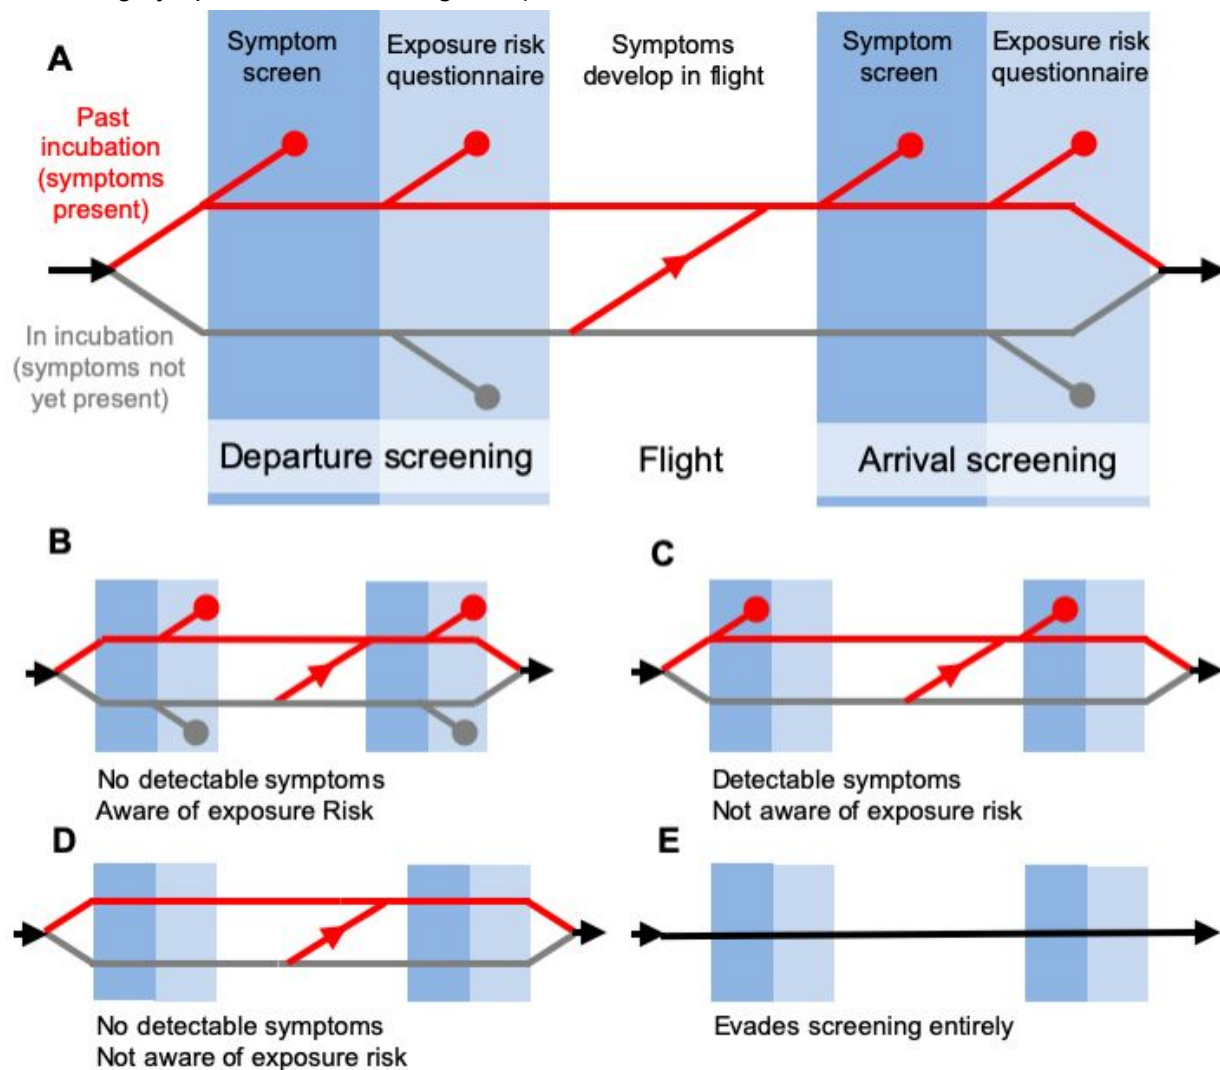 A
Symptom
screen
Exposure risk
questionnaire
Symptoms
develop in flight
Symptom
screen
Exposure risk
questionnaire
Past
incubation
(symptoms
present)
In incubation
(symptoms not
yet present)
Departure screening
Flight
Arrival screening
B
No detectable symptoms
Aware of exposure Risk
C
Detectable symptoms
Not aware of exposure risk
D
No detectable symptoms
Not aware of exposure risk
E
Evades screening entirely